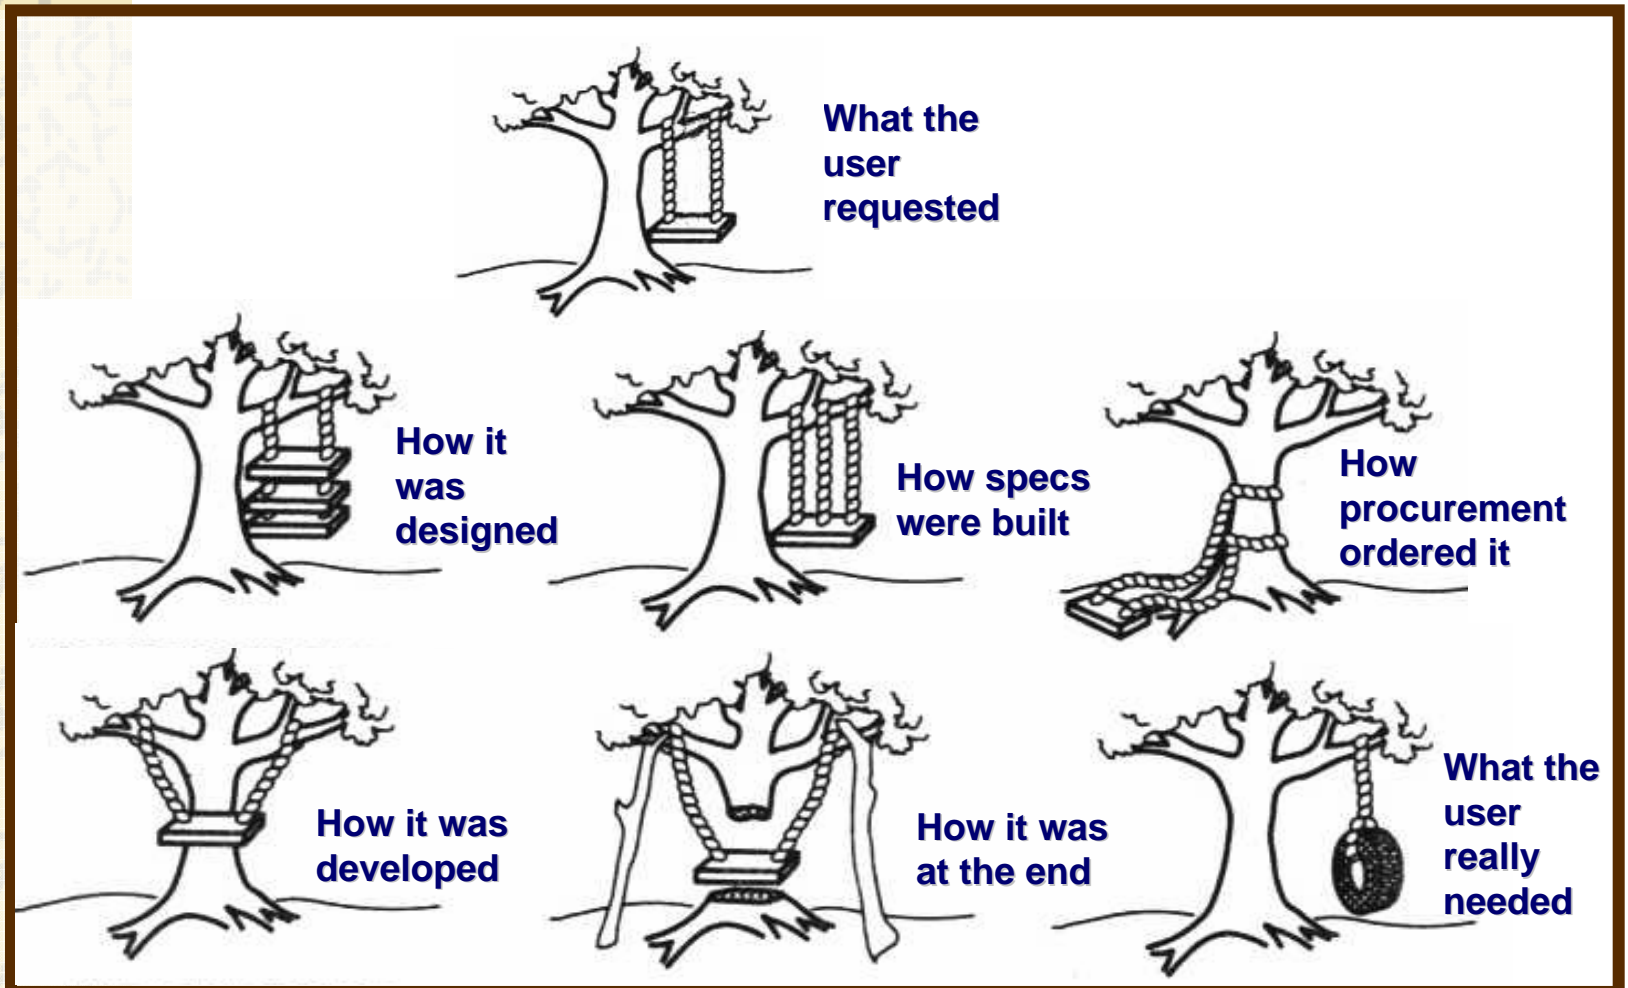 What the
user
requested
How it
was
designed
How specs
were built
How
procurement
ordered it
How it was
developed
How it was
at the end
What the
user
really
needed